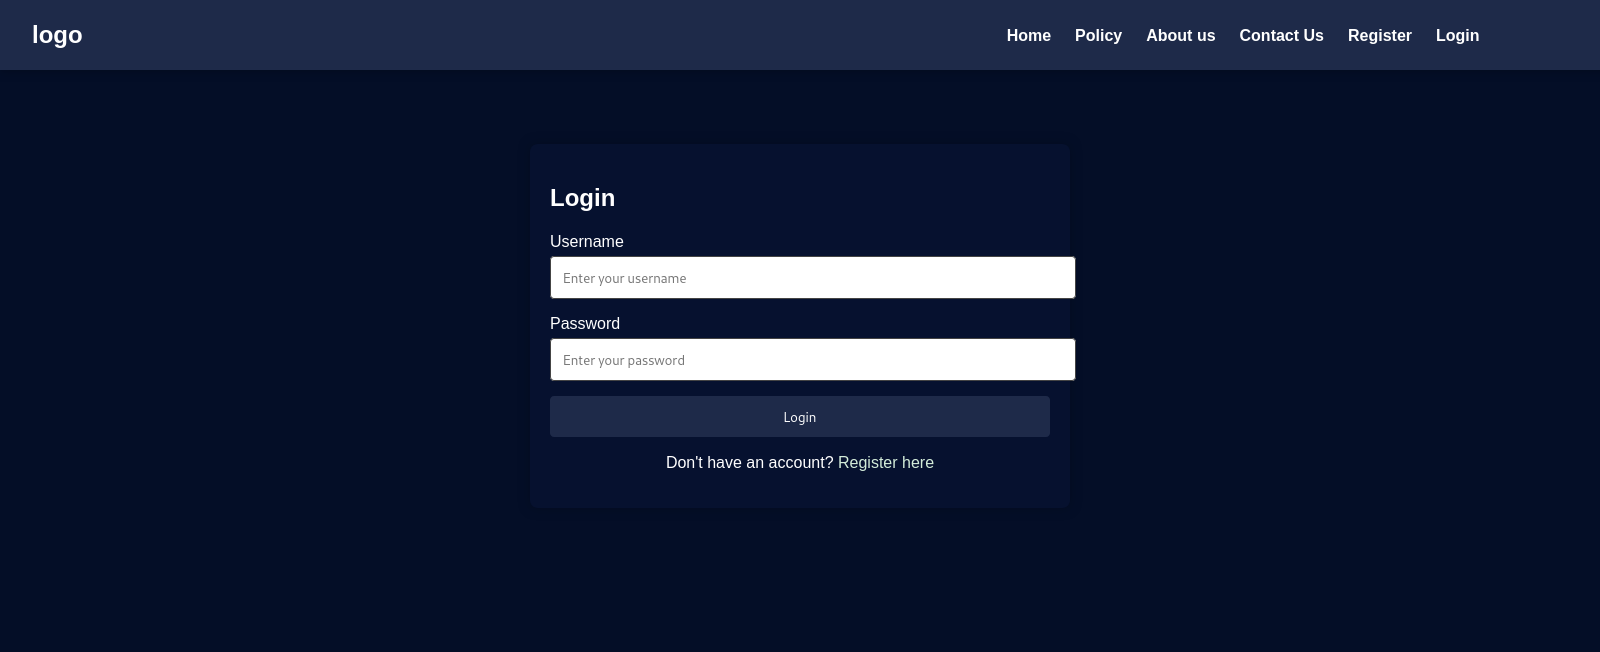 logo
Home Policy About us Contact Us Register Login
Login
Username
Enter your username
Password
Enter your password
Login
Don't have an account? Register here